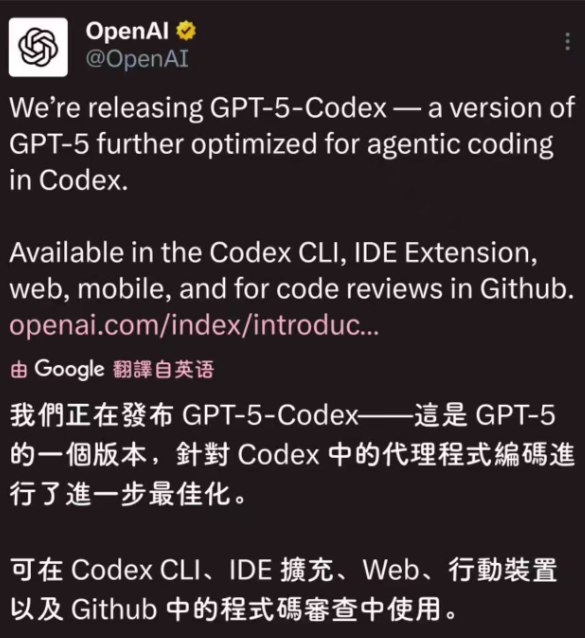 OpenAI
@OpenAI
We’re releasing GPT-5-Codex — a version of
GPT-5 further optimized for agentic coding
in Codex.
Available in the Codex CLI, IDE Extension,
web, mobile, and for code reviews in Github.
openai.com/index/introduc...
由 Google 翻譯自英语
我們正在發布 GPT-5-Codex——這是 GPT-5
的一個版本，針對 Codex 中的代理程式編碼進
行了進一步最佳化。
可在 Codex CLI、IDE 擴充、Web、行動裝置
以及 Github 中的程式碼審查中使用。